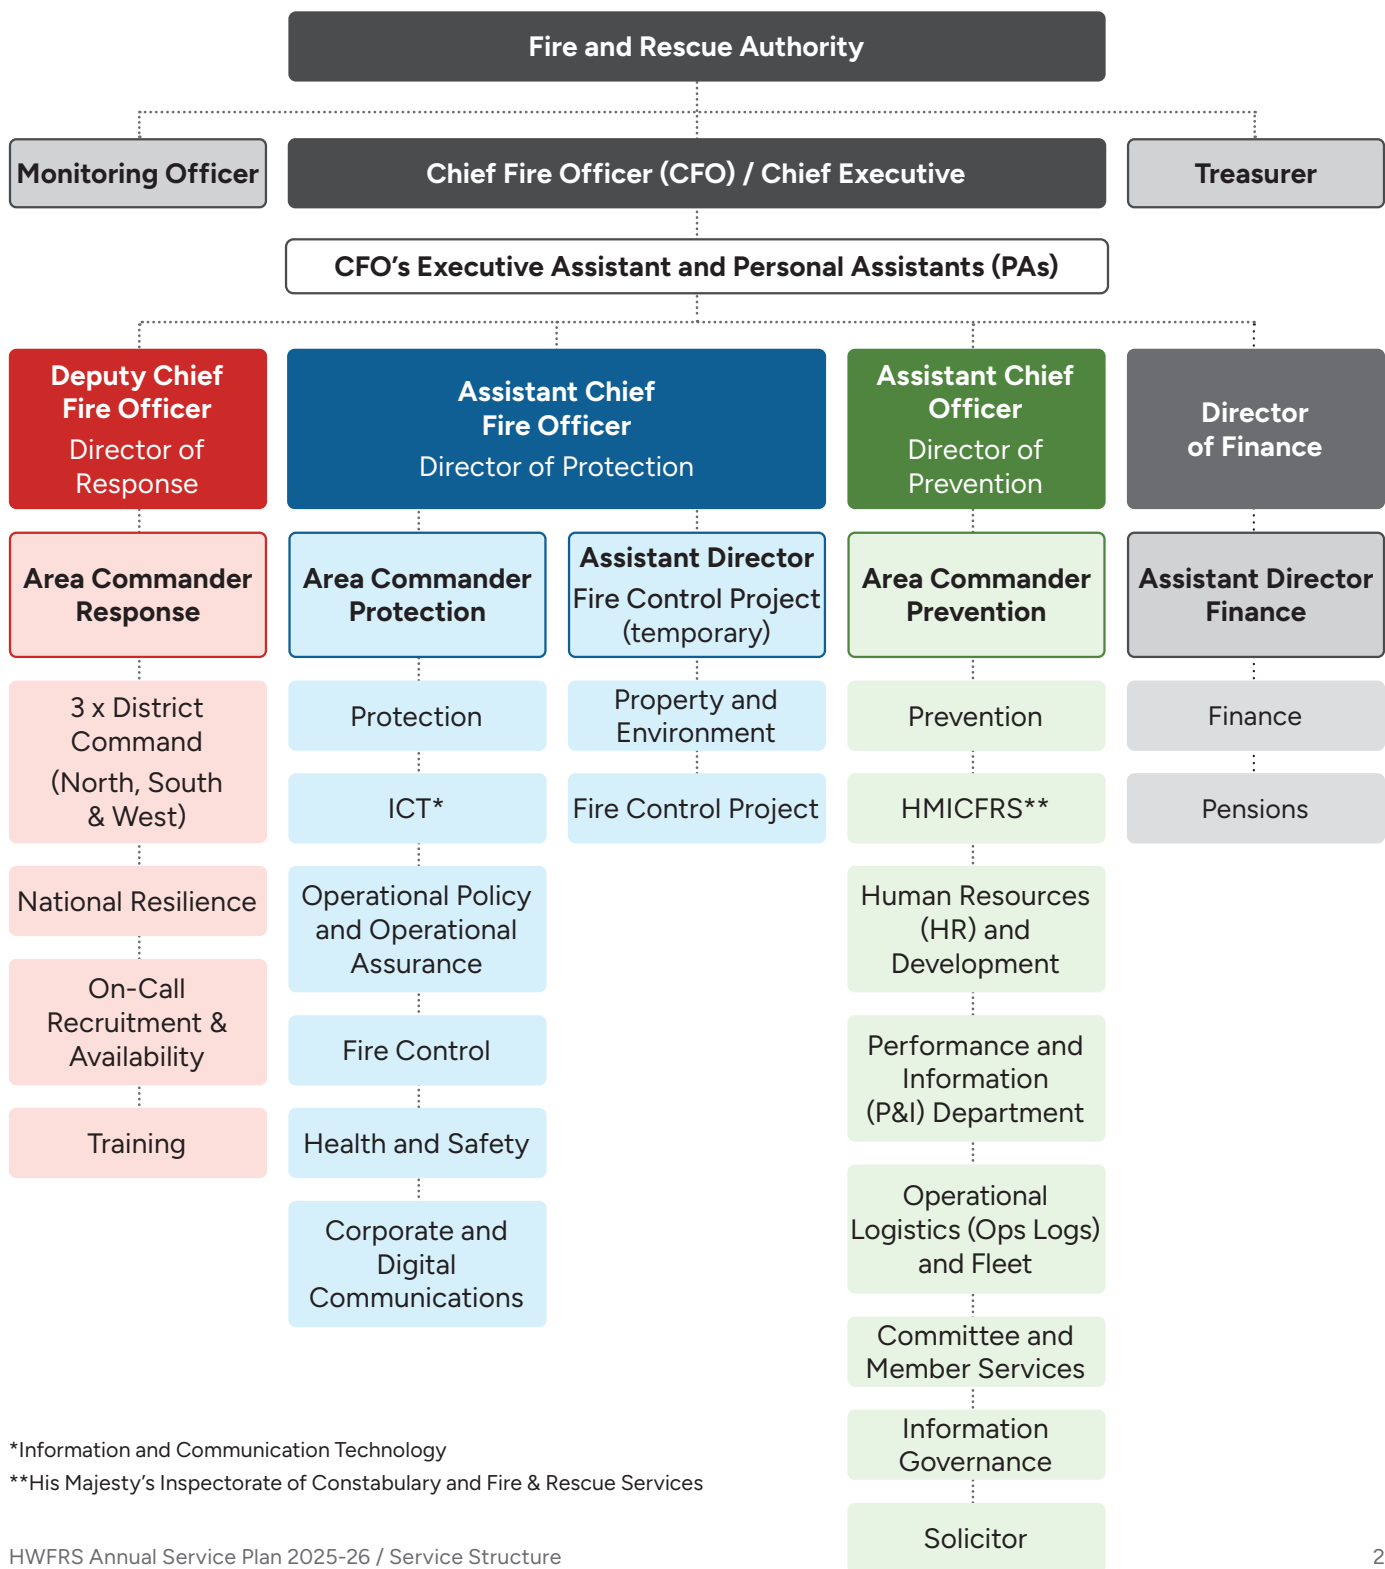 Fire and Rescue Authority
Monitoring Officer
Chief Fire Officer (CFO) / Chief Executive
Treasurer
CFO’s Executive Assistant and Personal Assistants (PAs)
Deputy Chief
Fire Officer
Director of
Response
Assistant Chief
Fire Officer
Director of Protection
Assistant Chief
Officer
Director of
Prevention
Director
of Finance
Area Commander
Response
Area Commander
Protection
Assistant Director
Fire Control Project
(temporary)
Area Commander
Prevention
Assistant Director
Finance
3 x District
Command
(North, South
& West)
National Resilience
On-Call
Recruitment &
Availability
Training
Protection
ICT*
Operational Policy
and Operational
Assurance
Fire Control
Health and Safety
Corporate and
Digital
Communications
Property and
Environment
Fire Control Project
Prevention
HMICFRS**
Human Resources
(HR) and
Development
Performance and
Information
(P&I) Department
Operational
Logistics (Ops Logs)
and Fleet
Committee and
Member Services
Information
Governance
Solicitor
Finance
Pensions
*Information and Communication Technology
**His Majesty’s Inspectorate of Constabulary and Fire & Rescue Services
HWFRS Annual Service Plan 2025-26 / Service Structure
2